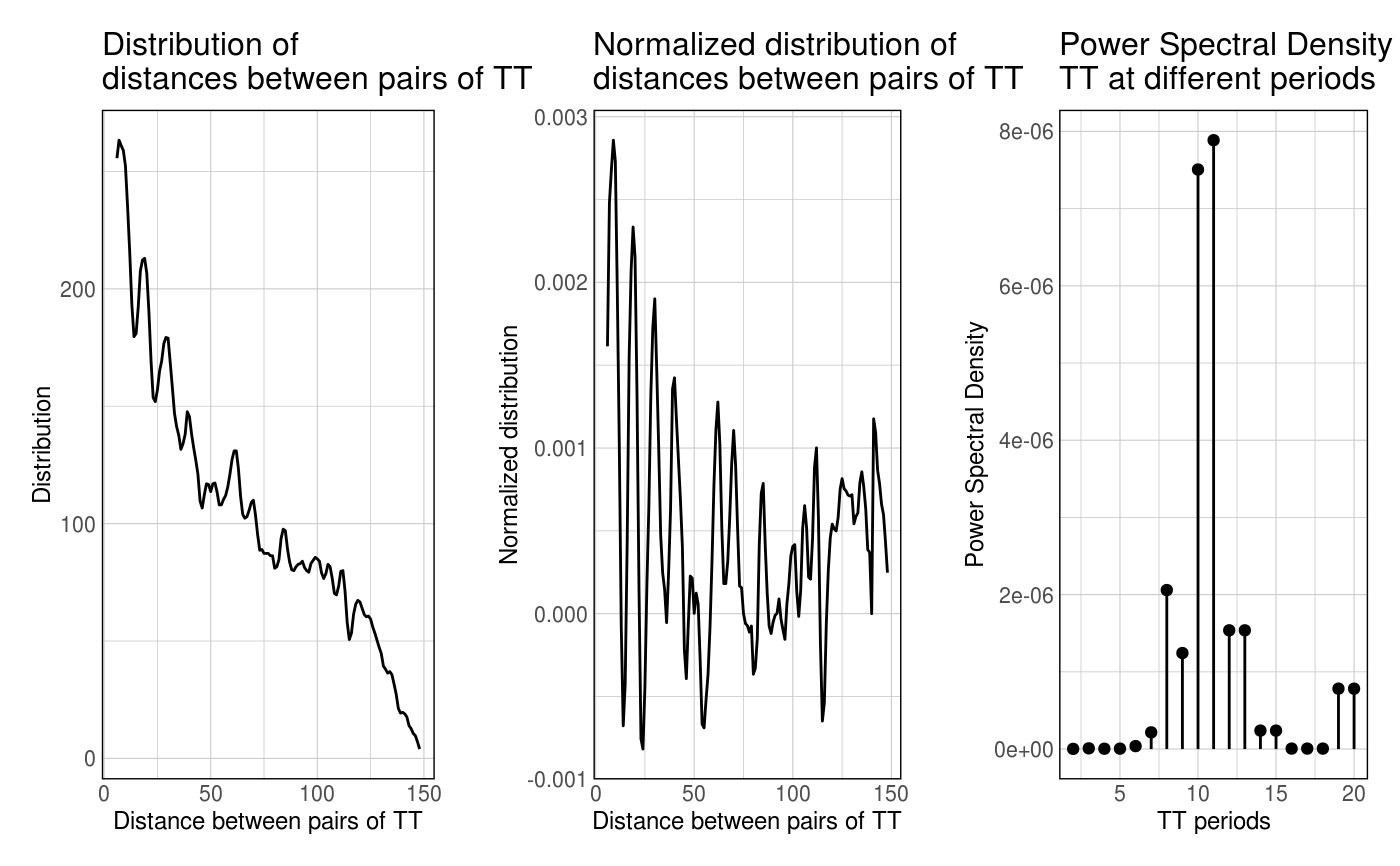 Distribution of
distances between pairs of TT
Distribution
200
100
0
0 50 100 150
Distance between pairs of TT
Normalized distribution of
distances between pairs of TT
Normalized distribution
0.003
0.002
0.001
0.000
-0.001
0 50 100 150
Distance between pairs of TT
Power Spectral Density
TT at different periods
Power Spectral Density
8e-06
6e-06
4e-06
2e-06
0e+00
5 10 15 20
TT periods